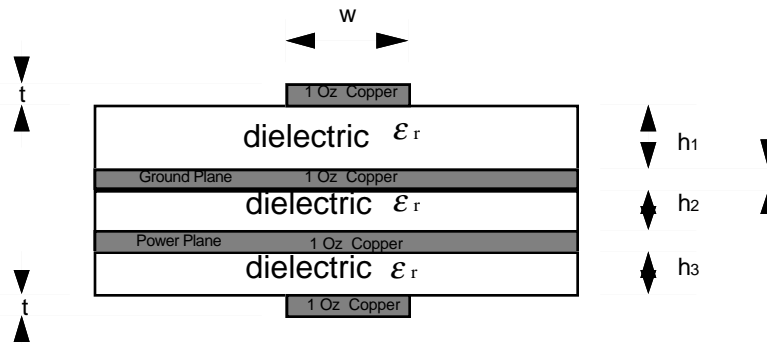 w
t
1 Oz Copper
dielectric εr
h1
Ground Plane 1 Oz Copper
dielectric εr
h2
Power Plane 1 Oz Copper
dielectric εr
h3
t
1 Oz Copper